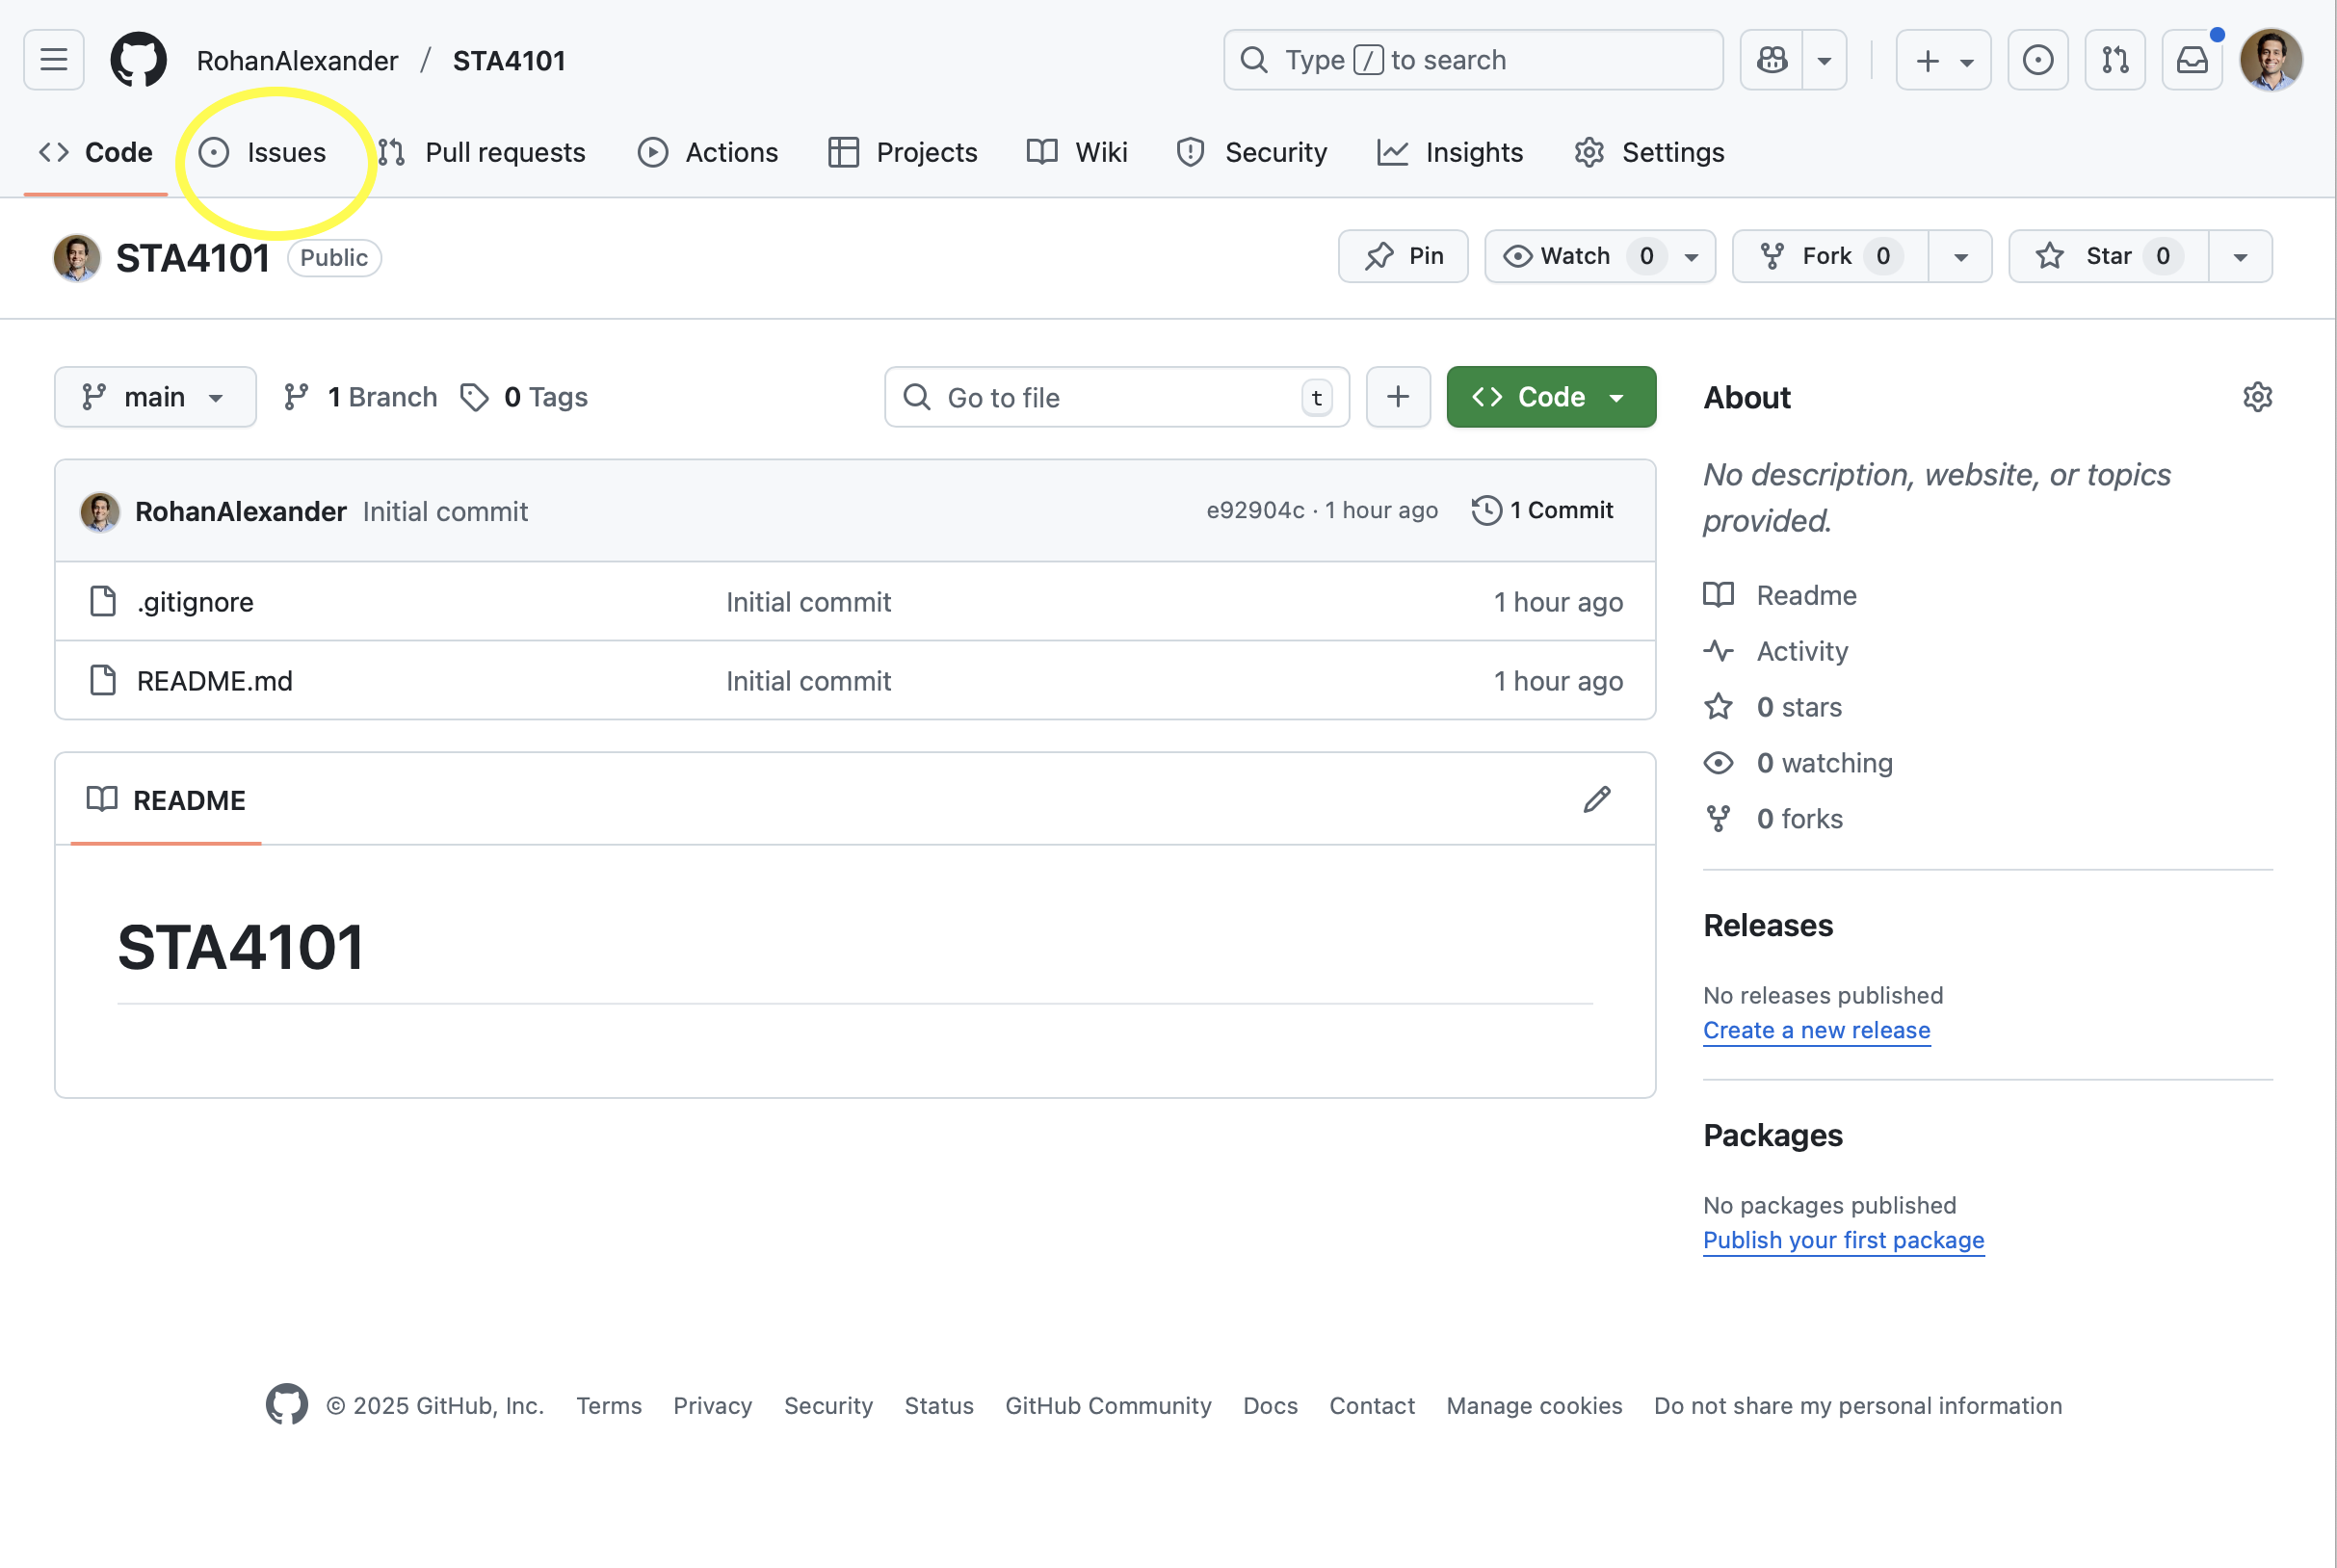 RohanAlexander / STA4101
Type / to search
Code Issues Pull requests Actions Projects Wiki Security Insights Settings
STA4101 Public
Pin Watch 0 Fork 0 Star 0
main 1 Branch 0 Tags
Go to file t
Code
RohanAlexander Initial commit e92904c · 1 hour ago 1 Commit
.gitignore Initial commit 1 hour ago
README.md Initial commit 1 hour ago
README
STA4101
About
No description, website, or topics
provided.
Readme
Activity
0 stars
0 watching
0 forks
Releases
No releases published
Create a new release
Packages
No packages published
Publish your first package
© 2025 GitHub, Inc. Terms Privacy Security Status GitHub Community Docs Contact Manage cookies Do not share my personal information